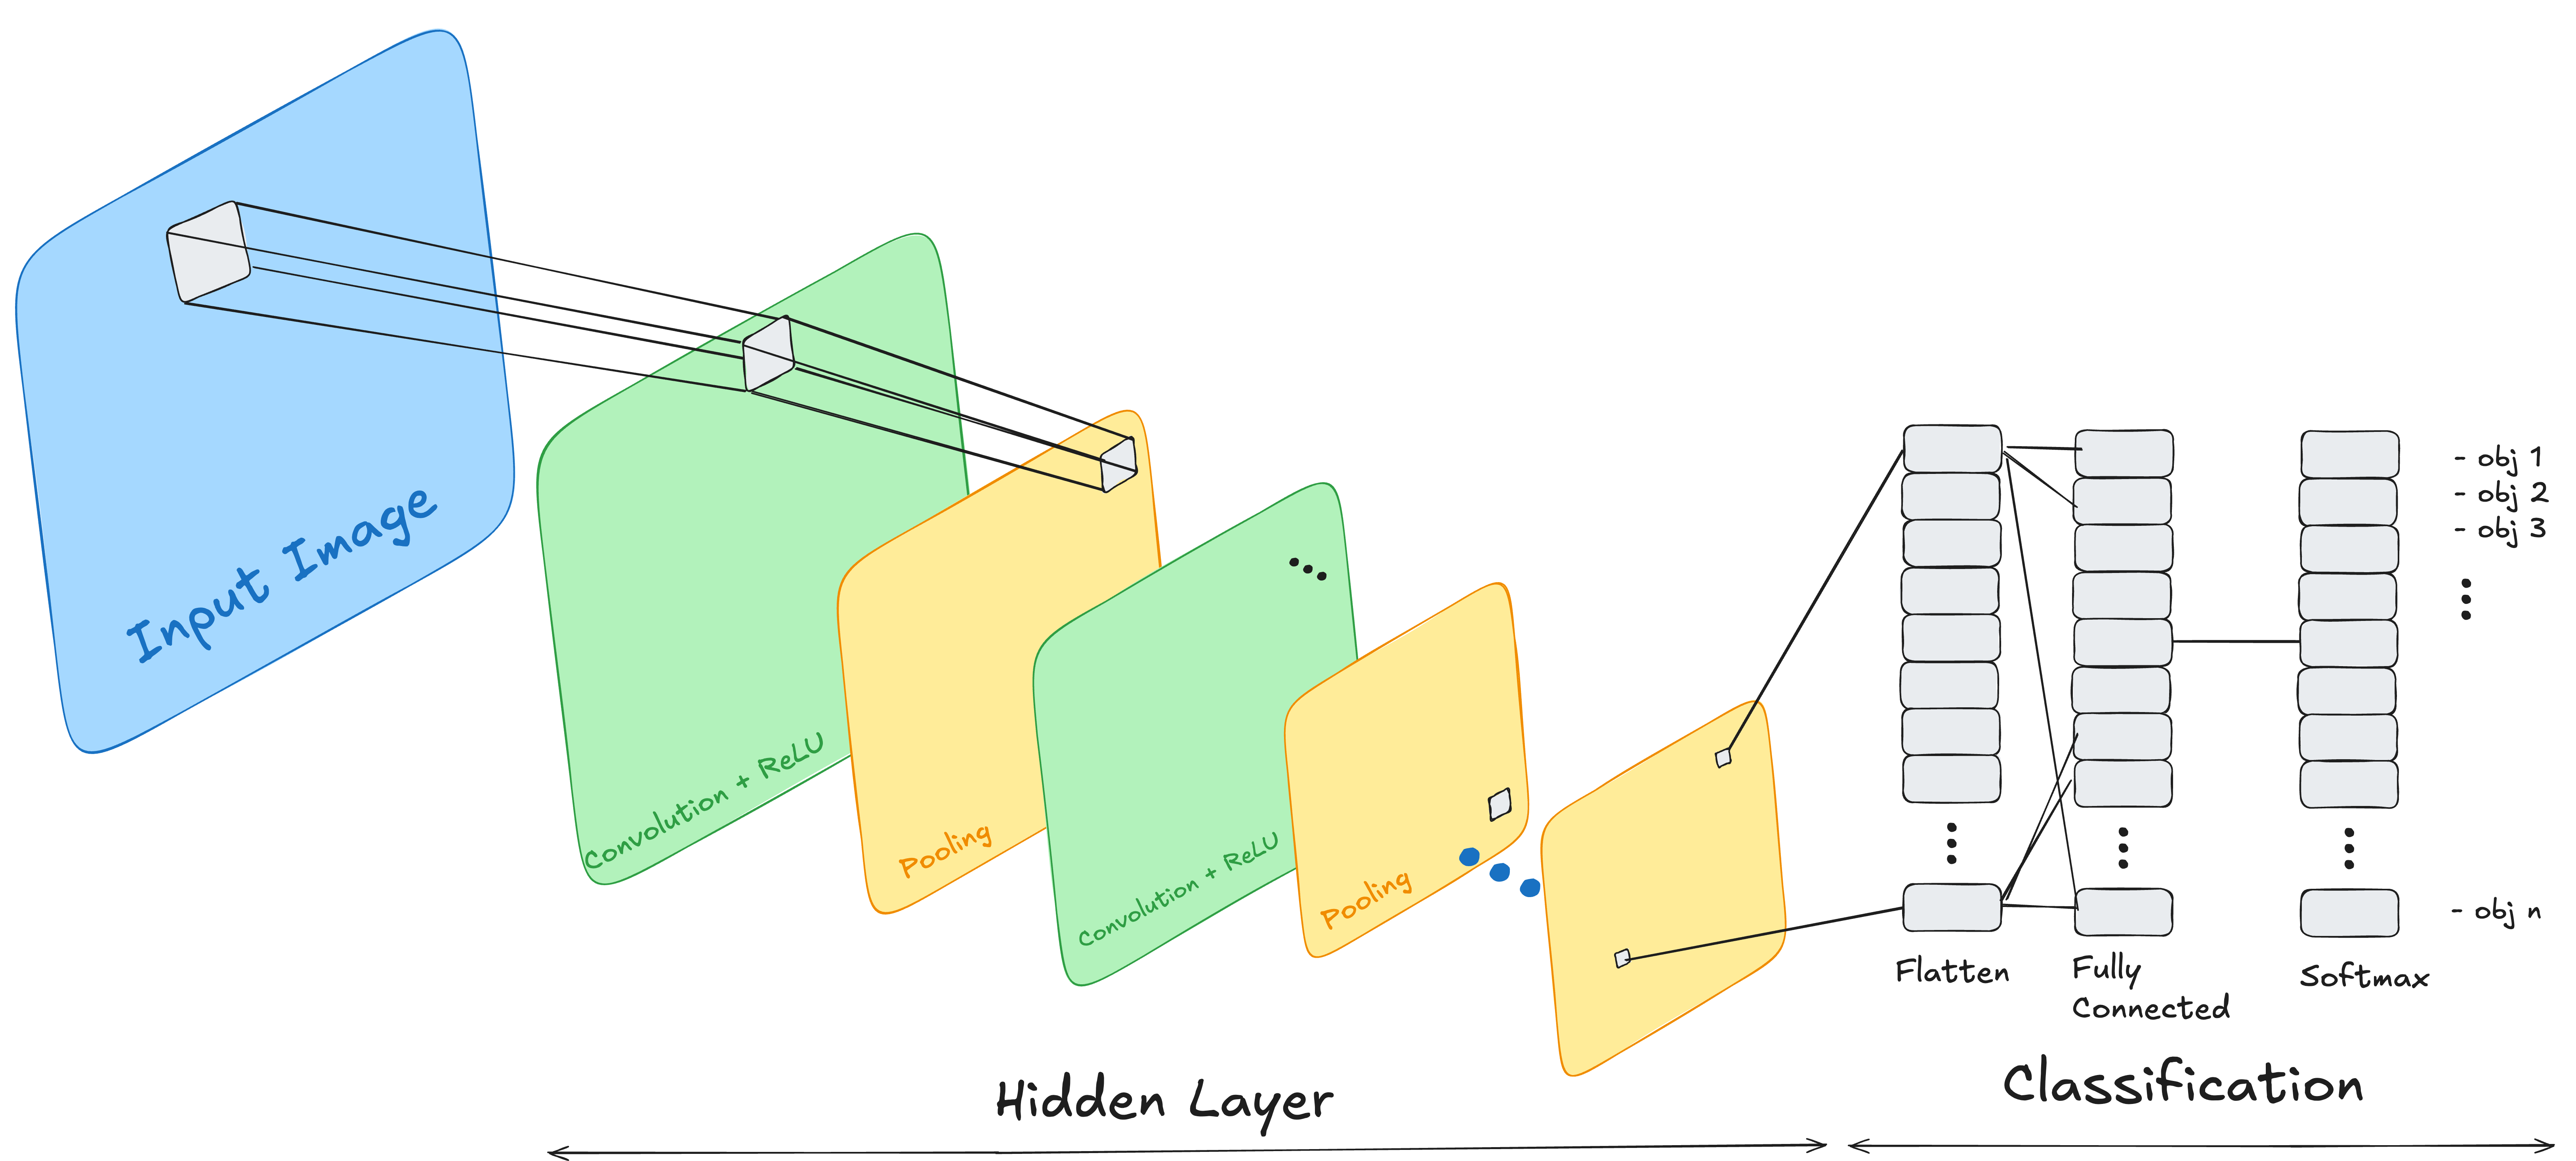 Input Image
Convolution + ReLU
Pooling
Convolution + ReLU
Pooling
Flatten
Fully
Connected
Softmax
- obj 1
- obj 2
- obj 3
- obj n
Hidden Layer
Classification